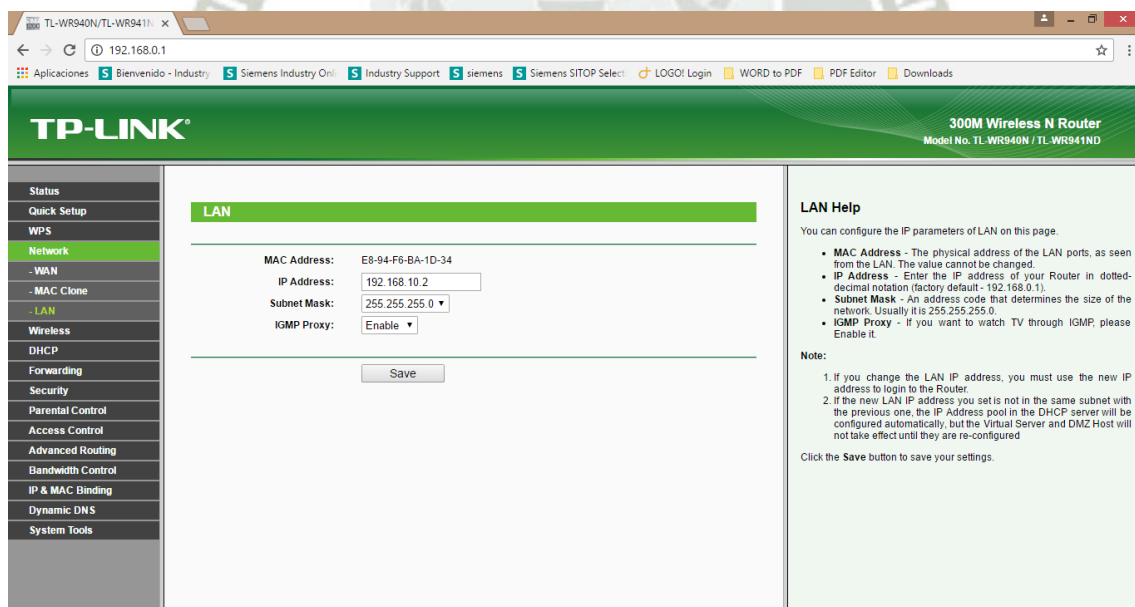 TL-WR940N/TL-WR941N
192.168.0.1
Aplicaciones Bienvenido - Industry Siemens Industry Onli Industry Support siemens Siemens SITOP Select LOGO! Login WORD to PDF PDF Editor Downloads
TP-LINK®
300M Wireless N Router
Model No. TL-WR940N / TL-WR941ND
Status
Quick Setup
WPS
Network
- WAN
- MAC Clone
- LAN
Wireless
DHCP
Forwarding
Security
Parental Control
Access Control
Advanced Routing
Bandwidth Control
IP & MAC Binding
Dynamic DNS
System Tools
LAN
MAC Address: E8-94-F6-BA-1D-34
IP Address: 192.168.10.2
Subnet Mask: 255.255.255.0
IGMP Proxy: Enable
Save
LAN Help
You can configure the IP parameters of LAN on this page.
• MAC Address - The physical address of the LAN ports, as seen
from the LAN. The value cannot be changed.
• IP Address - Enter the IP address of your Router in dotted-
decimal notation (factory default - 192.168.0.1).
• Subnet Mask - An address code that determines the size of the
network. Usually it is 255.255.255.0.
• IGMP Proxy - If you want to watch TV through IGMP, please
Enable it.
Note:
1. If you change the LAN IP address, you must use the new IP
address to login to the Router.
2. If the new LAN IP address you set is not in the same subnet with
the previous one, the IP Address pool in the DHCP server will be
configured automatically, but the Virtual Server and DMZ Host will
not take effect until they are re-configured
Click the Save button to save your settings.